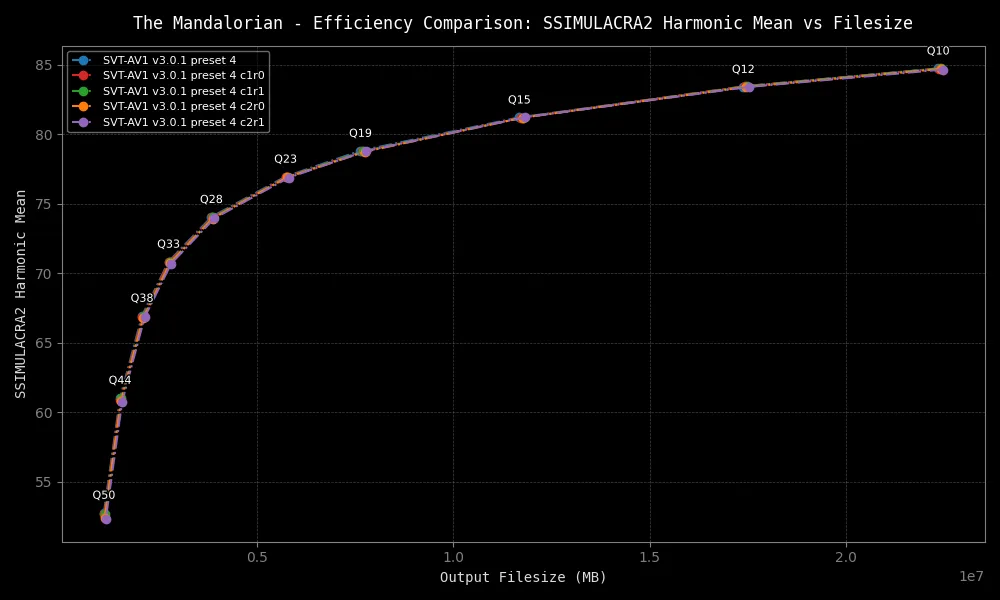 The Mandalorian - Efficiency Comparison: SSIMULACRA2 Harmonic Mean vs Filesize
SVT-AV1 v3.0.1 preset 4
SVT-AV1 v3.0.1 preset 4 c1r0
SVT-AV1 v3.0.1 preset 4 c1r1
SVT-AV1 v3.0.1 preset 4 c2r0
SVT-AV1 v3.0.1 preset 4 c2r1
SSIMULACRA2 Harmonic Mean
85
80
75
70
65
60
55
Q10
Q12
Q15
Q19
Q23
Q28
Q33
Q38
Q44
Q50
0.5
1.0
1.5
2.0
1e7
Output Filesize (MB)